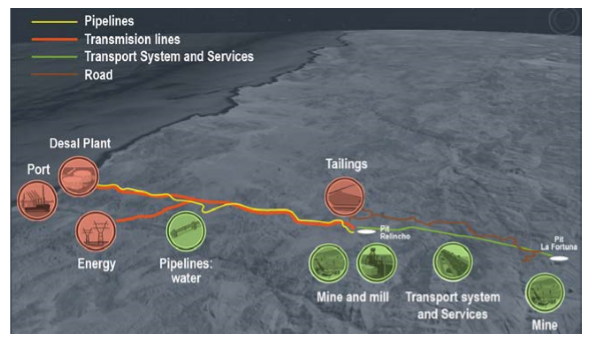 Pipelines
Transmision lines
Transport System and Services
Road
Desal Plant
Port
Tailings
Pit
Relincho
Pit
La Fortuna
Energy
Pipelines:
water
Mine and mill
Transport system
and Services
Mine